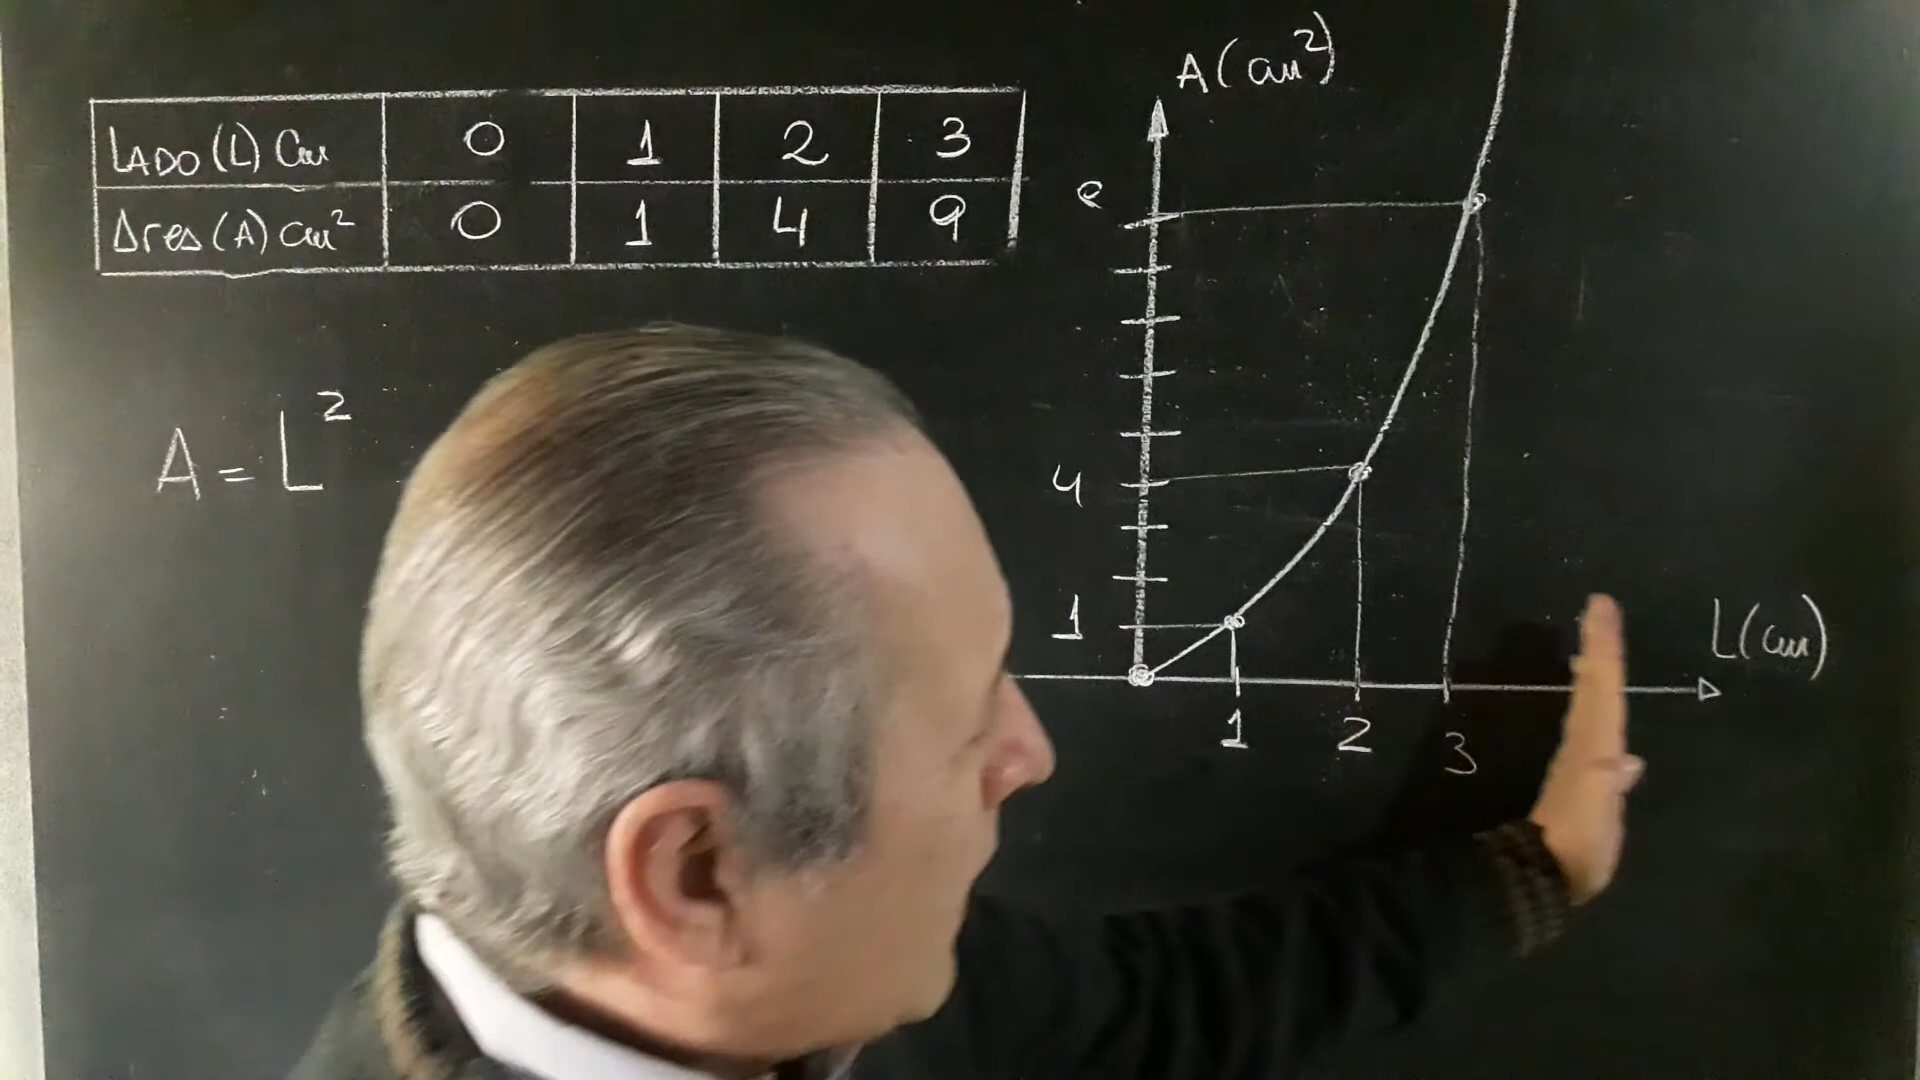 LADO (L) cm 0 1 2 3
Área (A) cm² 0 1 4 9
A = L²
A (cm²)
9
4
1
L (cm)
1 2 3